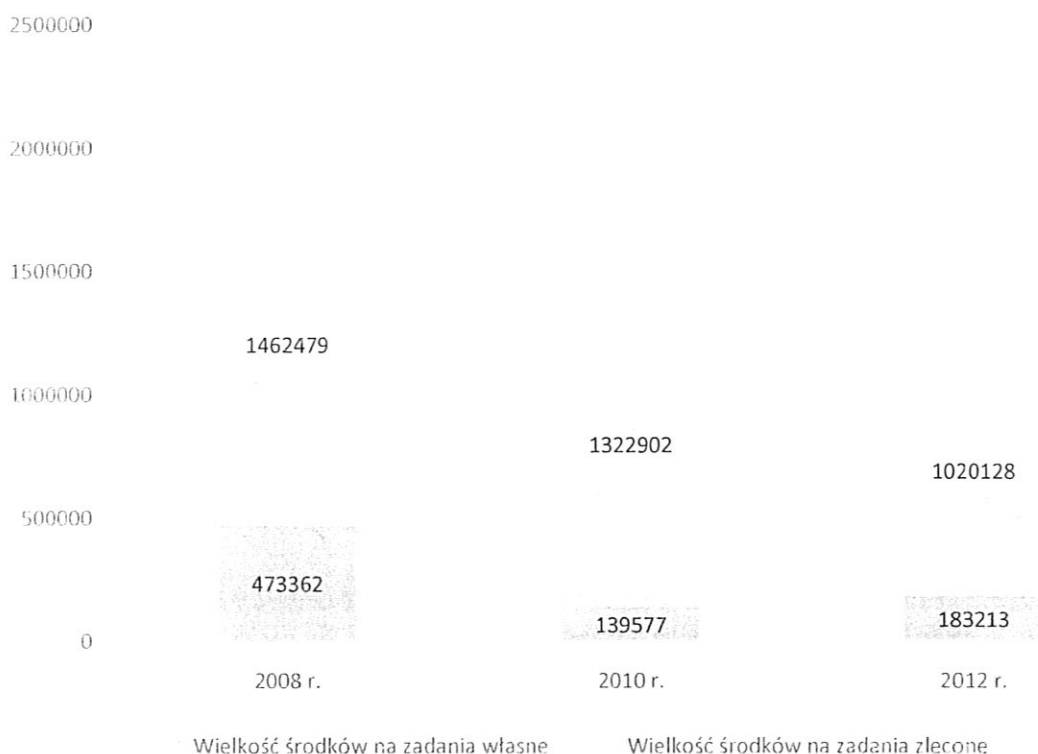 2500000
2000000
1500000
1462479
1000000
1322902
1020128
500000
473362
139577
183213
0
2008 r.
2010 r.
2012 r.
Wielkość środków na zadania własne
Wielkość środków na zadania zlecone